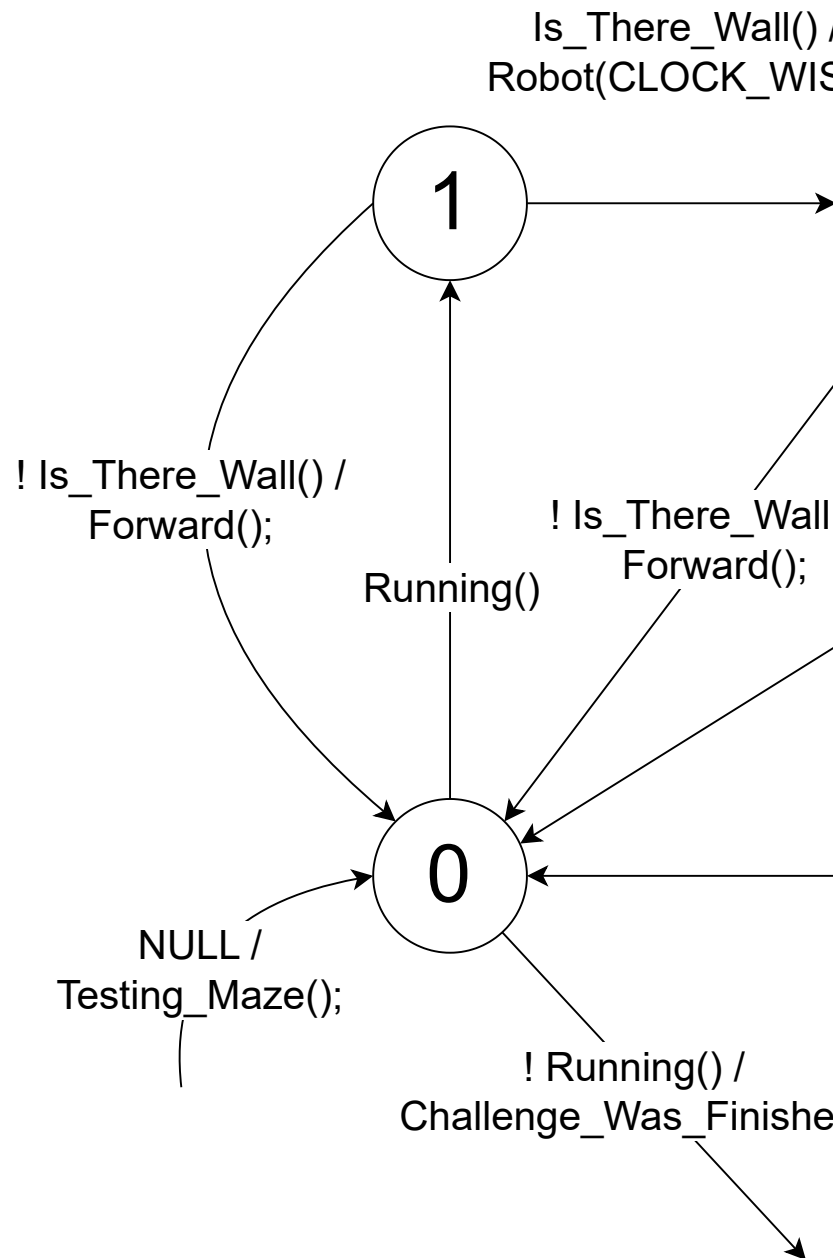 Is_There_Wall() /
Robot(CLOCK_WIS
1
! Is_There_Wall() /
Forward();
! Is_There_Wall
Forward();
Running()
0
NULL /
Testing_Maze();
! Running() /
Challenge_Was_Finishe